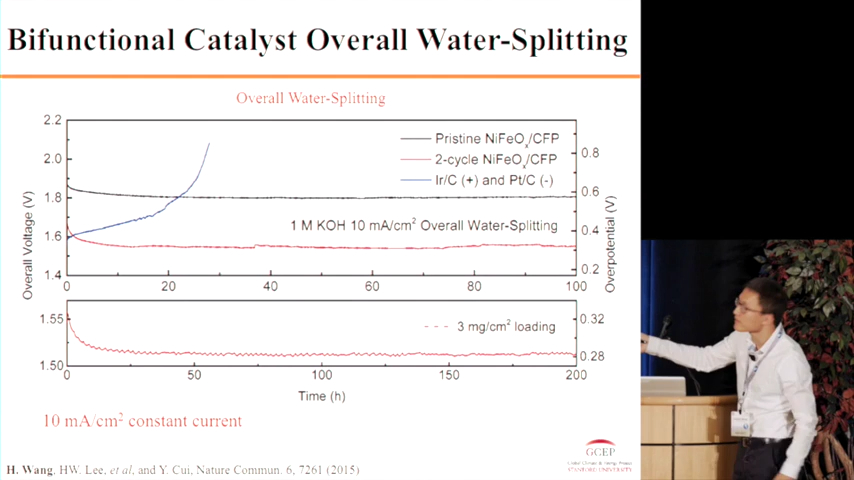 Bifunctional Catalyst Overall Water-Splitting
Overall Water-Splitting
2.2
2.0
1.8
1.6
1.4
Overall Voltage (V)
0.8
0.6
0.4
0.2
Overpotential (V)
Pristine NiFeOx/CFP
2-cycle NiFeOx/CFP
Ir/C (+) and Pt/C (-)
1 M KOH 10 mA/cm2 Overall Water-Splitting
0 20 40 60 80 100
1.55
1.50
0.32
0.28
3 mg/cm2 loading
0 50 100 150 200
Time (h)
10 mA/cm2 constant current
H. Wang, HW. Lee, et al, and Y. Cui, Nature Commun. 6, 7261 (2015)
GCEP
Global Climate & Energy Project
STANFORD UNIVERSITY